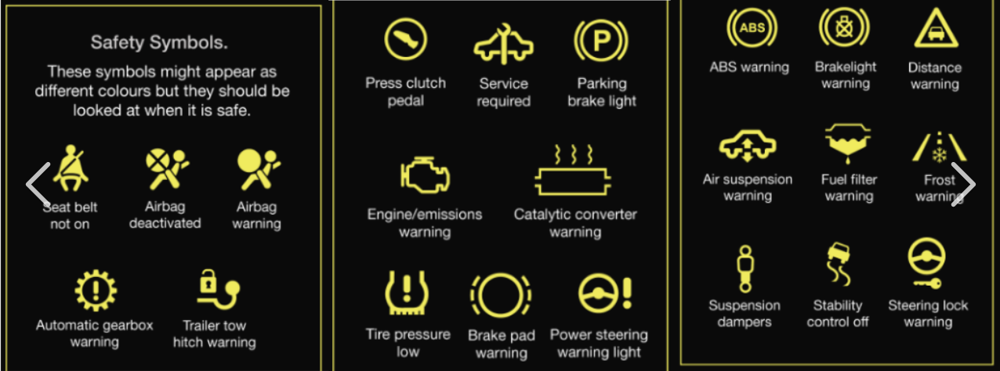 Safety Symbols.
These symbols might appear as
different colours but they should be
looked at when it is safe.
Seat belt
not on
Airbag
deactivated
Airbag
warning
Automatic gearbox
warning
Trailer tow
hitch warning
Press clutch
pedal
Service
required
P
Parking
brake light
Engine/emissions
warning
Catalytic converter
warning
!
Tire pressure
low
Brake pad
warning
!
Power steering
warning light
ABS
ABS warning
Brakelight
warning
Distance
warning
Air suspension
warning
Fuel filter
warning
Frost
warning
Suspension
dampers
Stability
control off
Steering lock
warning